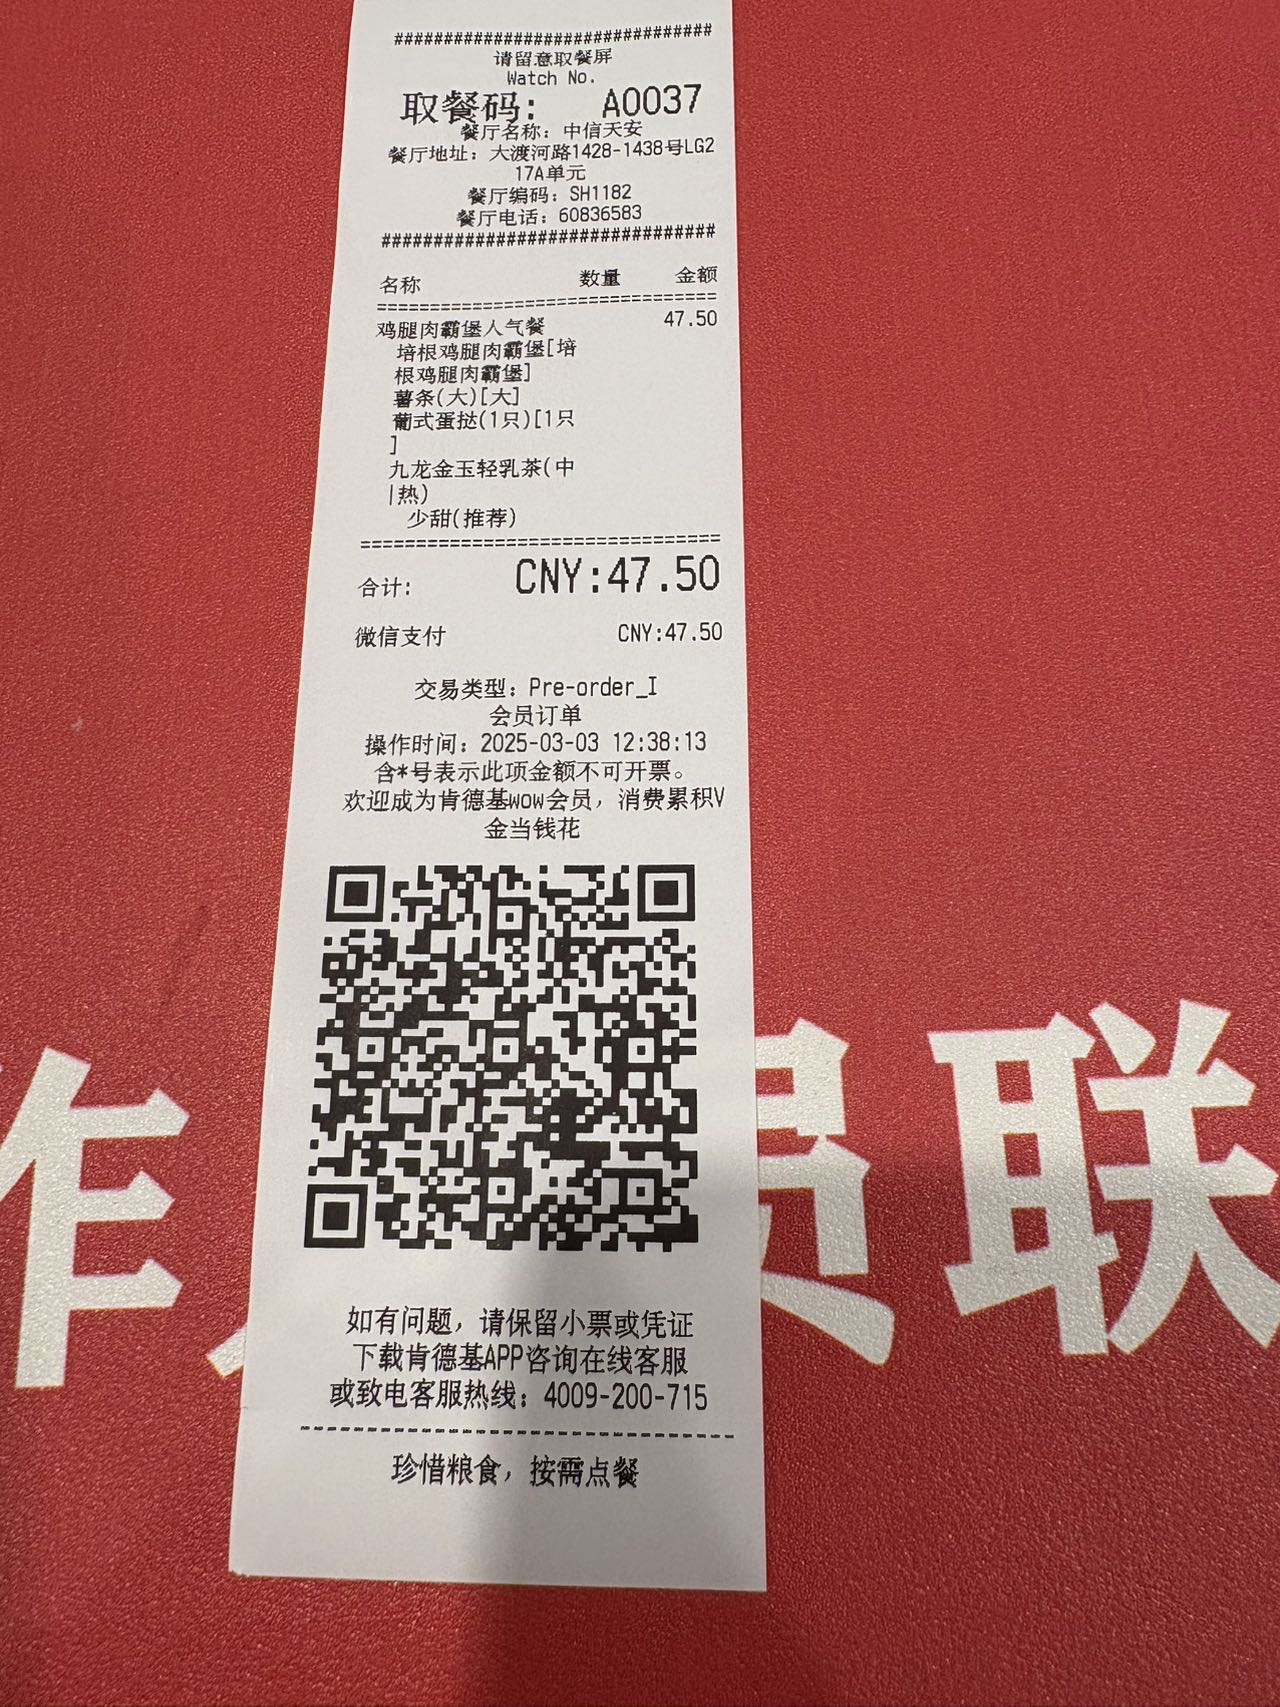 ################################
请留意取餐屏
Watch No.
取餐码: A0037
餐厅名称: 中信天安
餐厅地址: 大渡河路1428-1438号LG2
17A单元
餐厅编码: SH1182
餐厅电话: 60836583
################################
名称 数量 金额
================================
鸡腿肉霸堡人气餐 47.50
培根鸡腿肉霸堡[培
根鸡腿肉霸堡]
薯条(大)[大]
葡式蛋挞(1只)[1只
]
九龙金玉轻乳茶(中
|热)
少甜(推荐)
================================
合计: CNY:47.50
微信支付 CNY:47.50
交易类型: Pre-order_I
会员订单
操作时间: 2025-03-03 12:38:13
含*号表示此项金额不可开票。
欢迎成为肯德基wow会员, 消费累积V
金当钱花
如有问题, 请保留小票或凭证
下载肯德基APP咨询在线客服
或致电客服热线: 4009-200-715
--------------------------------
珍惜粮食, 按需点餐
联